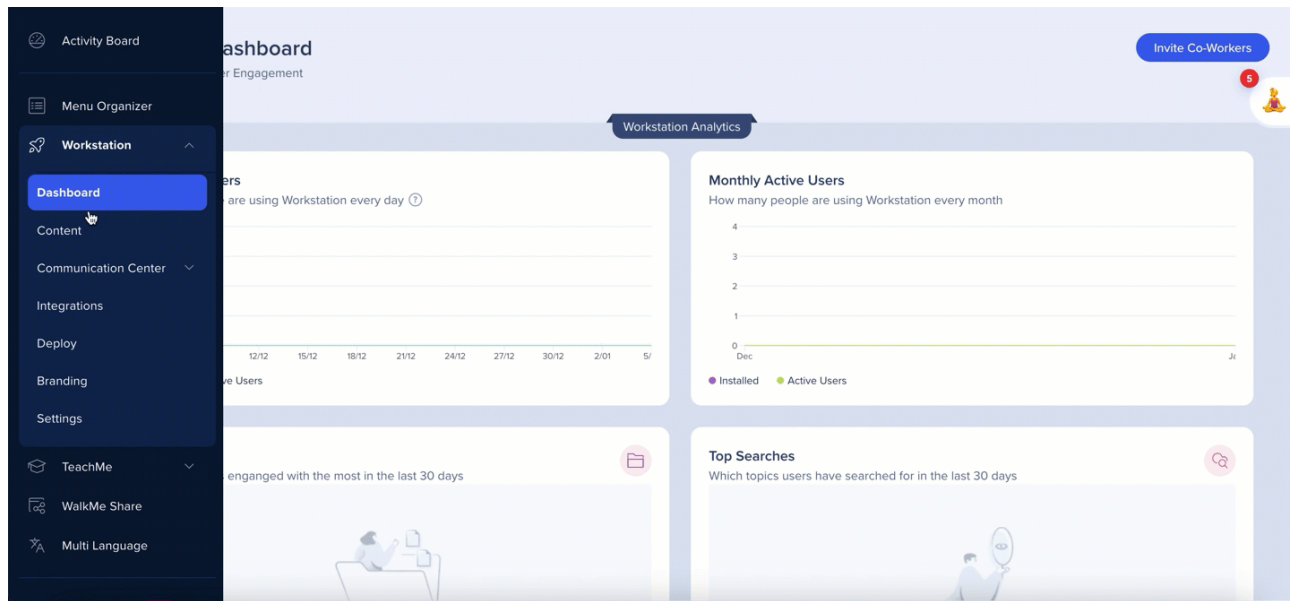 Activity Board
Menu Organizer
Workstation
Dashboard
Content
Communication Center
Integrations
Deploy
Branding
Settings
TeachMe
WalkMe Share
Multi Language
ashboard
r Engagement
Invite Co-Workers
5
Workstation Analytics
ers
are using Workstation every day ?
12/12 15/12 18/12 21/12 24/12 27/12 30/12 2/01 5/
ve Users
Monthly Active Users
How many people are using Workstation every month
4
3
2
1
0
Dec
Installed Active Users
enganged with the most in the last 30 days
Top Searches
Which topics users have searched for in the last 30 days